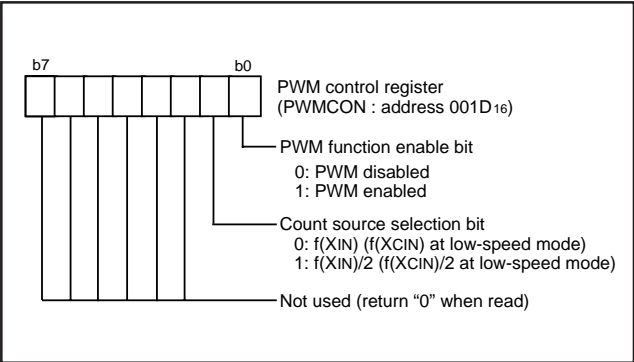 b7 b0
PWM control register
(PWMCON : address 001D₁₆)
PWM function enable bit
0: PWM disabled
1: PWM enabled
Count source selection bit
0: f(XIN) (f(XCIN) at low-speed mode)
1: f(XIN)/2 (f(XCIN)/2 at low-speed mode)
Not used (return “0” when read)